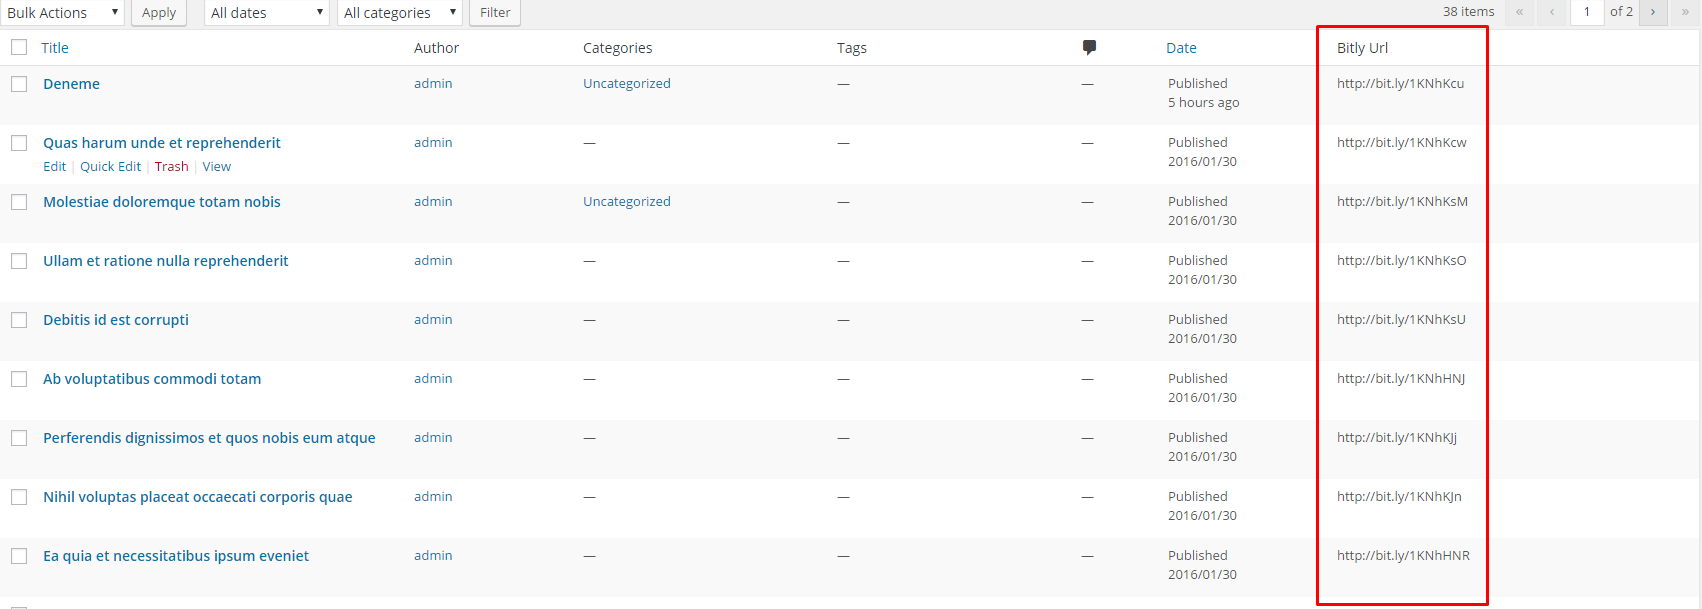 Bulk Actions Apply All dates All categories Filter 38 items « ‹ 1 of 2 › »
Title Author Categories Tags Date Bitly Url
Deneme admin Uncategorized — — Published http://bit.ly/1KNhKcu
5 hours ago
Quas harum unde et reprehenderit admin — — — Published http://bit.ly/1KNhKcw
Edit | Quick Edit | Trash | View 2016/01/30
Molestiae doloremque totam nobis admin Uncategorized — — Published http://bit.ly/1KNhKsM
2016/01/30
Ullam et ratione nulla reprehenderit admin — — — Published http://bit.ly/1KNhKsO
2016/01/30
Debitis id est corrupti admin — — — Published http://bit.ly/1KNhKsU
2016/01/30
Ab voluptatibus commodi totam admin — — — Published http://bit.ly/1KNhHNJ
2016/01/30
Perferendis dignissimos et quos nobis eum atque admin — — — Published http://bit.ly/1KNhKJj
2016/01/30
Nihil voluptas placeat occaecati corporis quae admin — — — Published http://bit.ly/1KNhKJn
2016/01/30
Ea quia et necessitatibus ipsum eveniet admin — — — Published http://bit.ly/1KNhHNR
2016/01/30